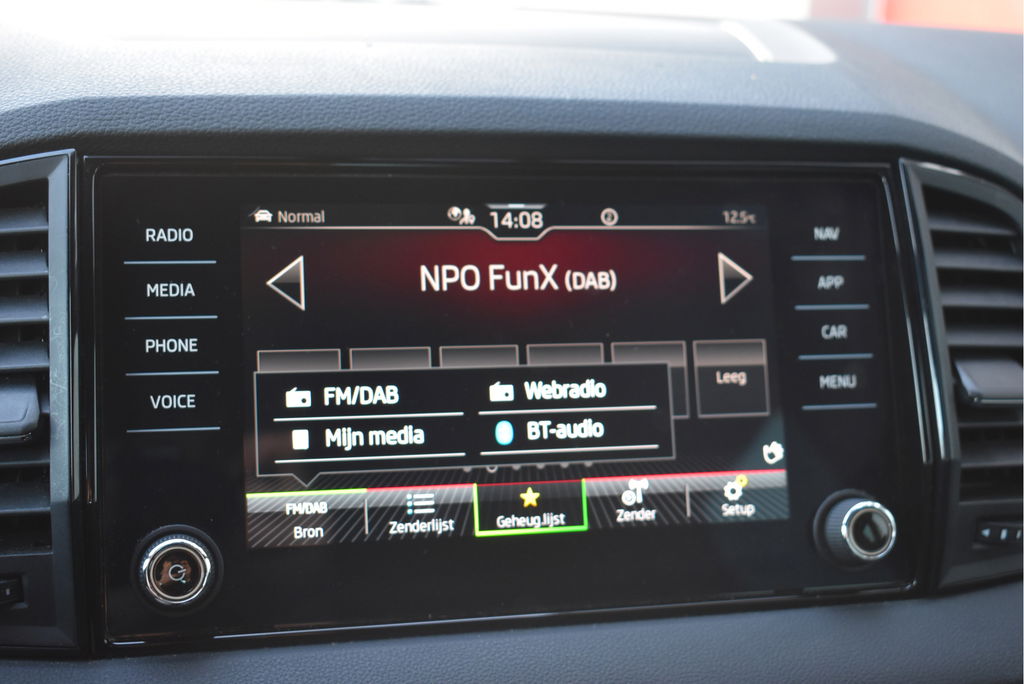 Normal 14:08 12.5°C
RADIO
MEDIA
PHONE
VOICE
NPO FunX (DAB)
NAV
APP
CAR
MENU
Leeg
FM/DAB Webradio
Mijn media BT-audio
FM/DAB
Bron Zenderlijst Geheug.lijst Zender Setup